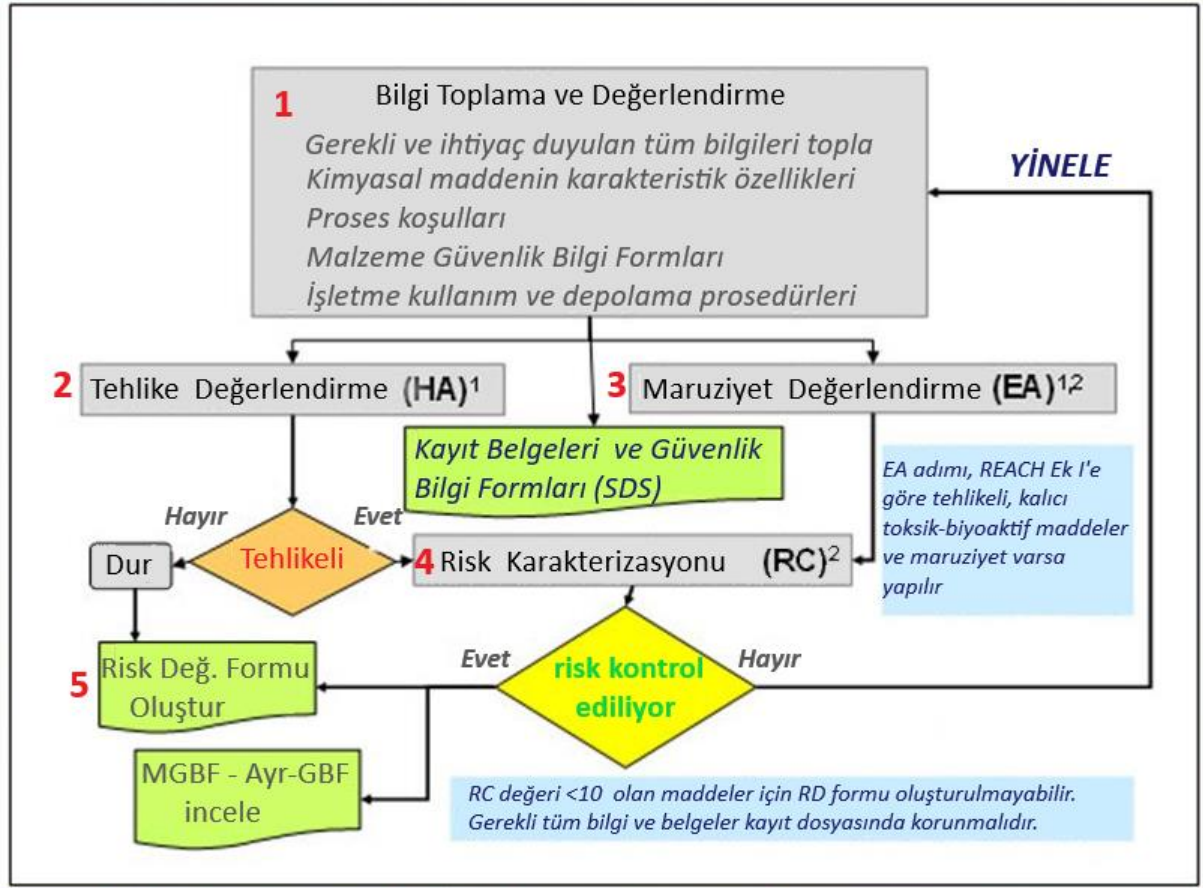 1
Bilgi Toplama ve Değerlendirme
Gerekli ve ihtiyaç duyulan tüm bilgileri topla
Kimyasal maddenin karakteristik özellikleri
Proses koşulları
Malzeme Güvenlik Bilgi Formları
İşletme kullanım ve depolama prosedürleri
YİNELE
2 Tehlike Değerlendirme (HA)¹
3 Maruziyet Değerlendirme (EA)¹,²
Kayıt Belgeleri ve Güvenlik
Bilgi Formları (SDS)
EA adımı, REACH Ek I'e
göre tehlikeli, kalıcı
toksik-biyoaktif maddeler
ve maruziyet varsa
yapılır
Hayır
Evet
Dur
Tehlikeli
4 Risk Karakterizasyonu (RC)²
Evet
Hayır
risk kontrol
ediliyor
5 Risk Değ. Formu
Oluştur
MGBF - Ayr-GBF
incele
RC değeri <10 olan maddeler için RD formu oluşturulmayabilir.
Gerekli tüm bilgi ve belgeler kayıt dosyasında korunmalıdır.